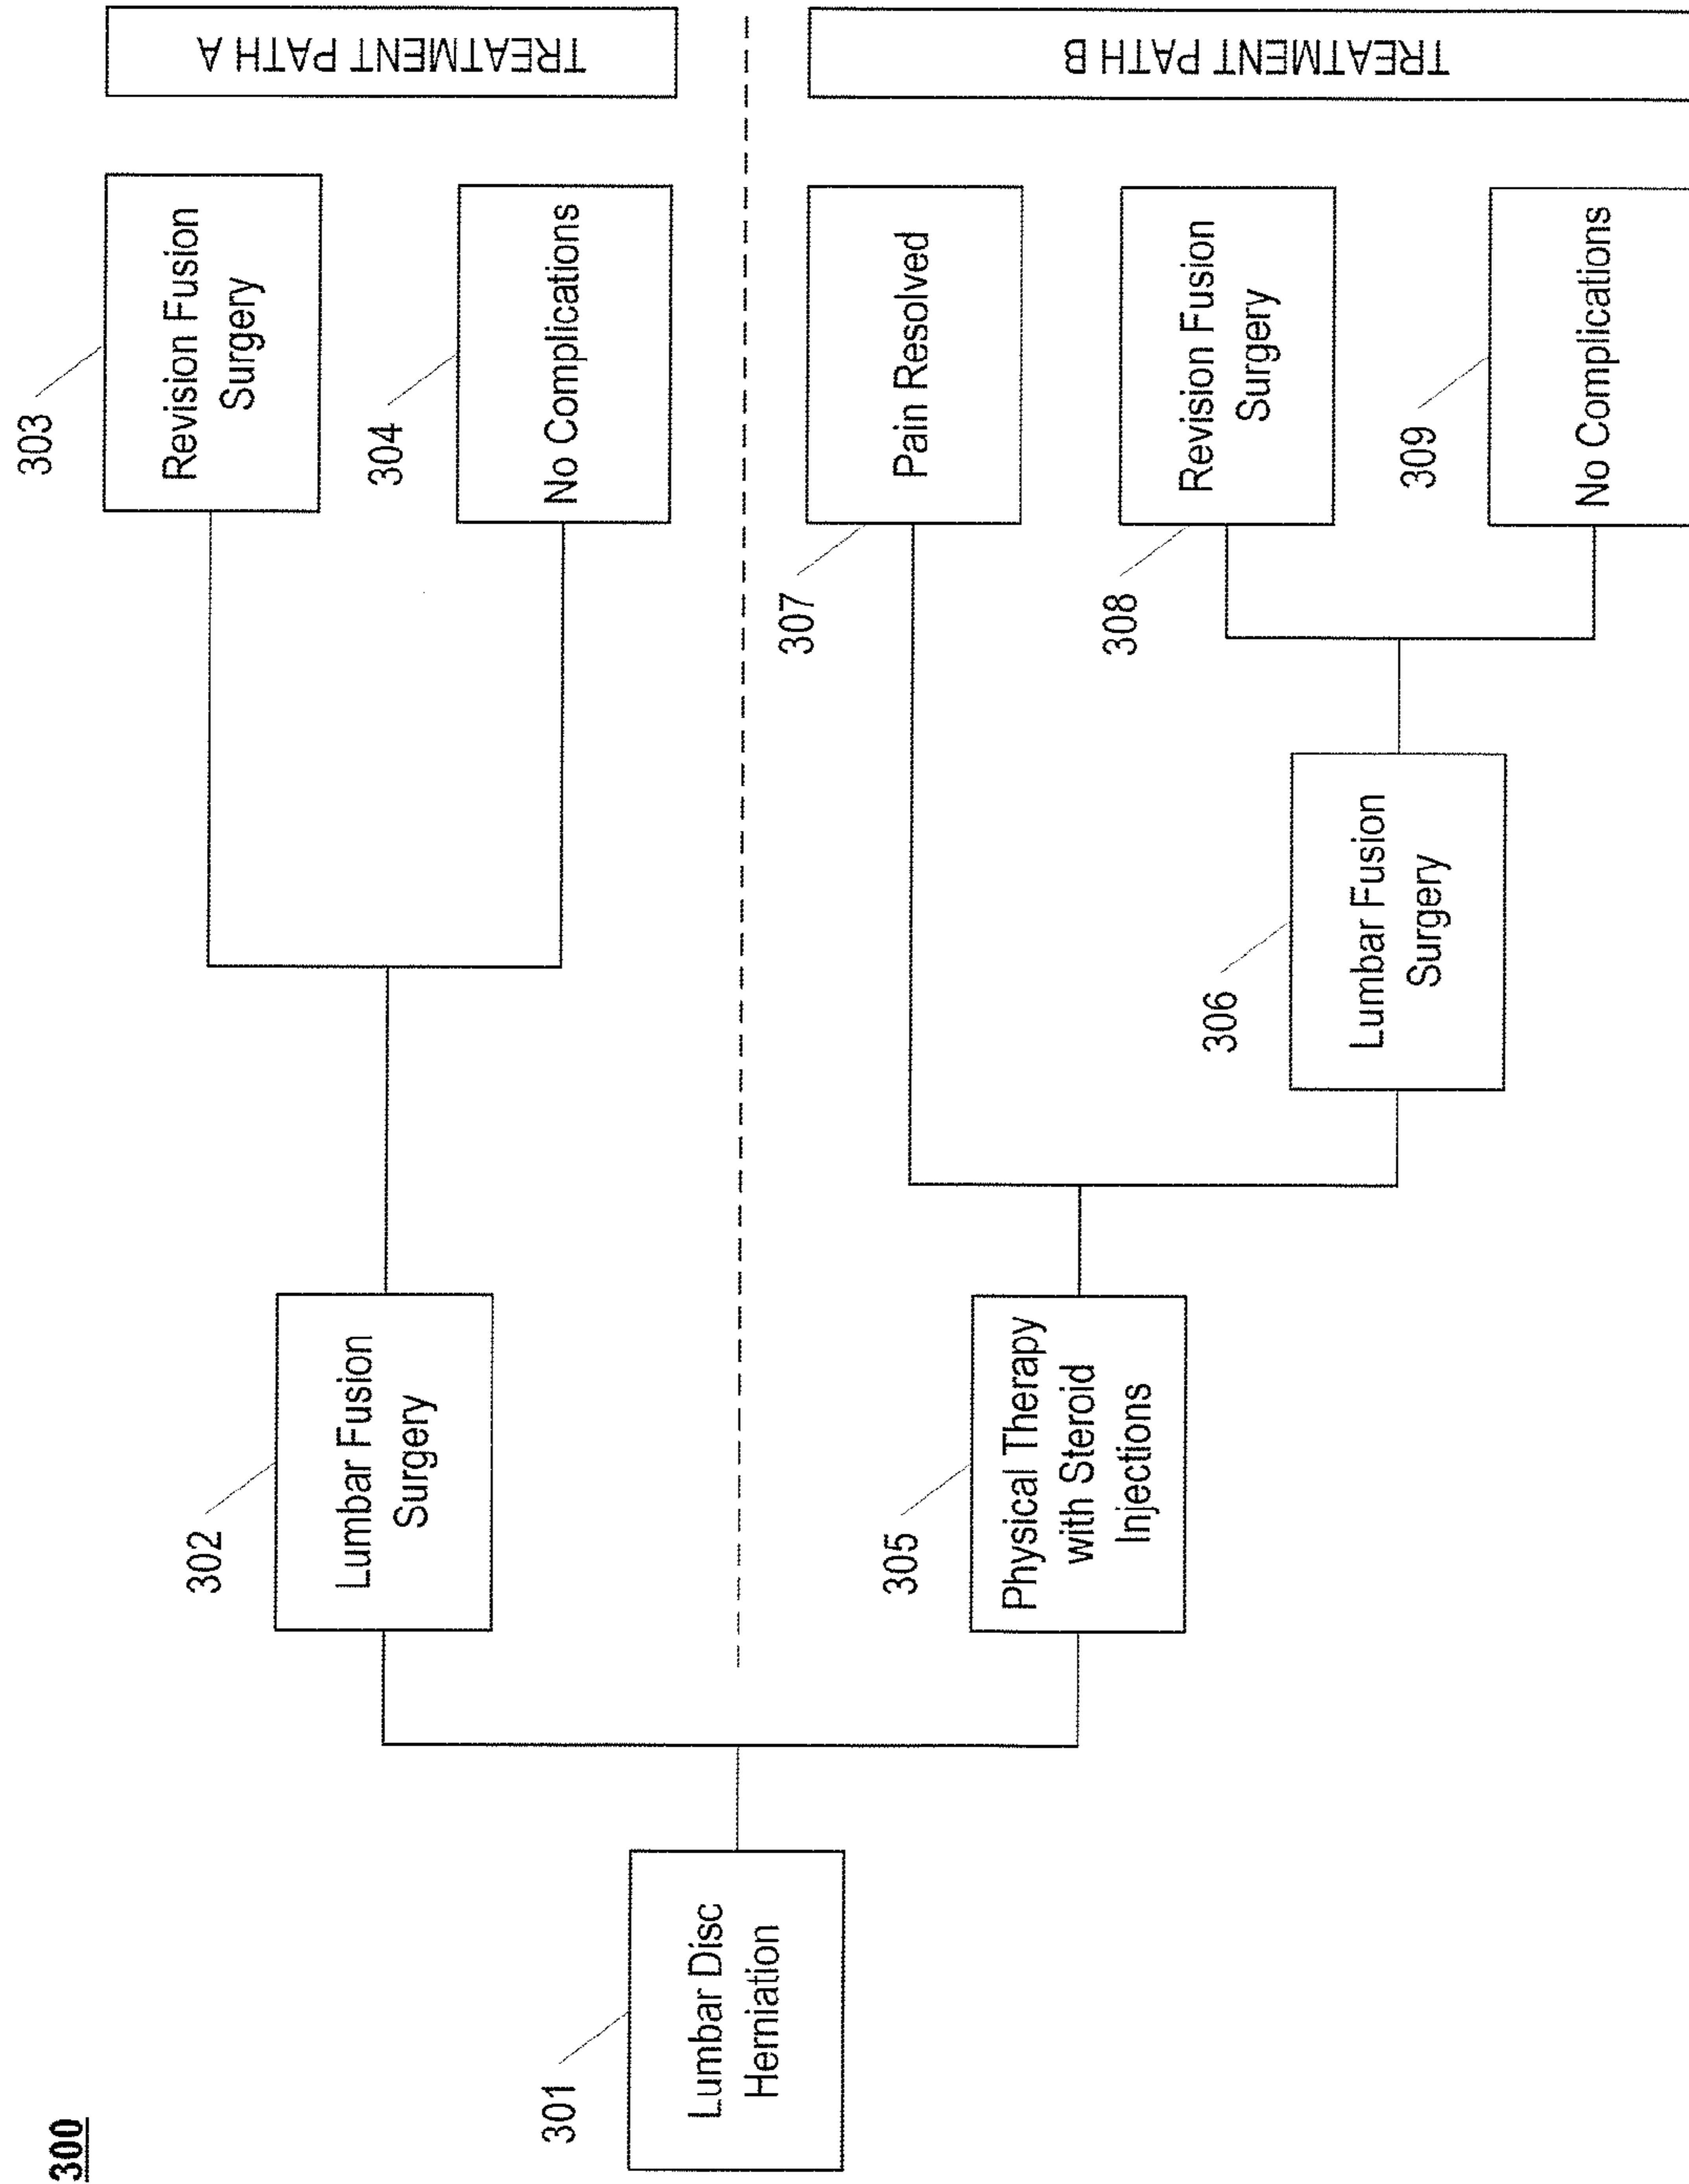 300
301
Lumbar Disc
Herniation
302
Lumbar Fusion
Surgery
303
Revision Fusion
Surgery
304
No Complications
TREATMENT PATH A
305
Physical Therapy
with Steroid
Injections
306
Lumbar Fusion
Surgery
307
Pain Resolved
308
Revision Fusion
Surgery
309
No Complications
TREATMENT PATH B